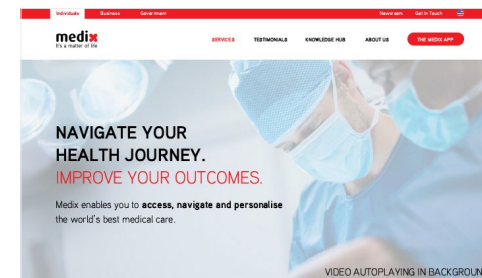 Individuals Business Government Newsroom Get In Touch
medix
It's a matter of life
SERVICES TESTIMONIALS KNOWLEDGE HUB ABOUT US THE MEDIX APP
NAVIGATE YOUR
HEALTH JOURNEY.
IMPROVE YOUR OUTCOMES.
Medix enables you to access, navigate and personalise
the world's best medical care.
VIDEO AUTOPLAYING IN BACKGROUN